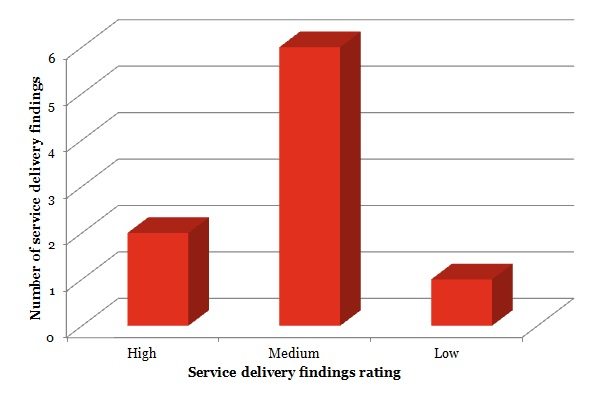 Number of service delivery findings
6
5
4
3
2
1
0
High Medium Low
Service delivery findings rating